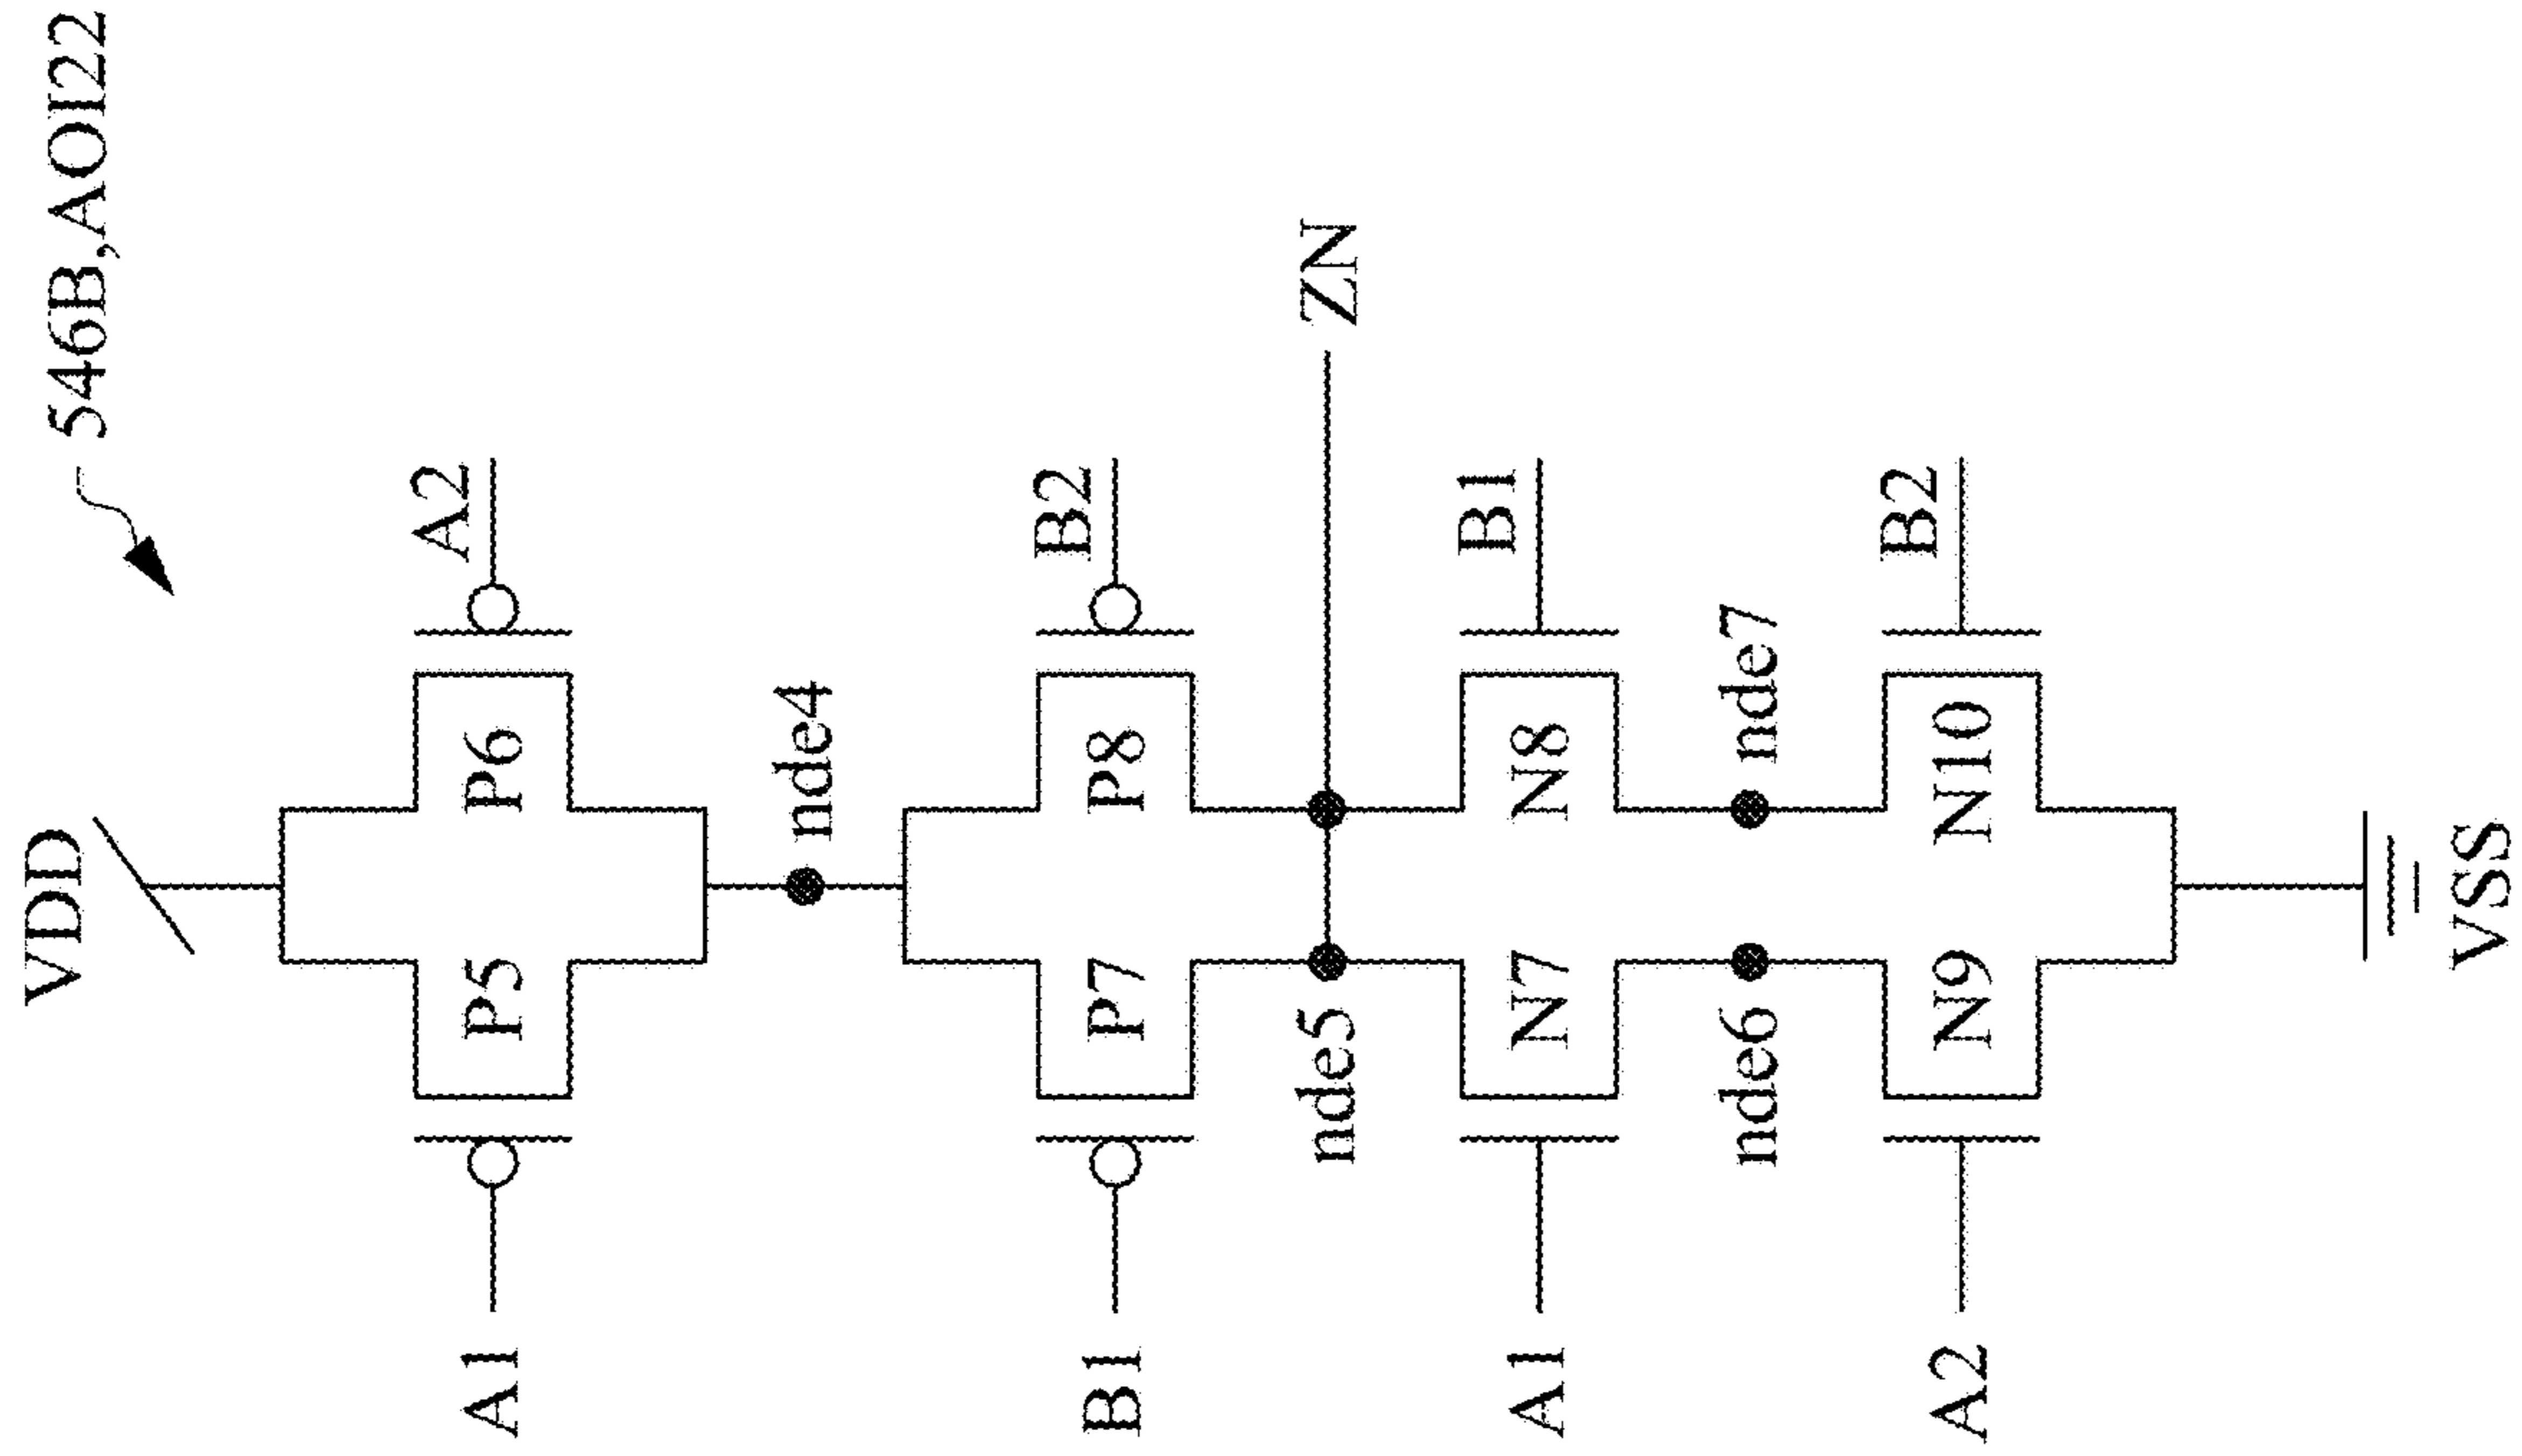 546B,AOI22
VDD
A1
P5
P6
A2
nde4
B1
P7
P8
B2
nde5
ZN
A1
N7
N8
B1
nde6
nde7
A2
N9
N10
B2
VSS